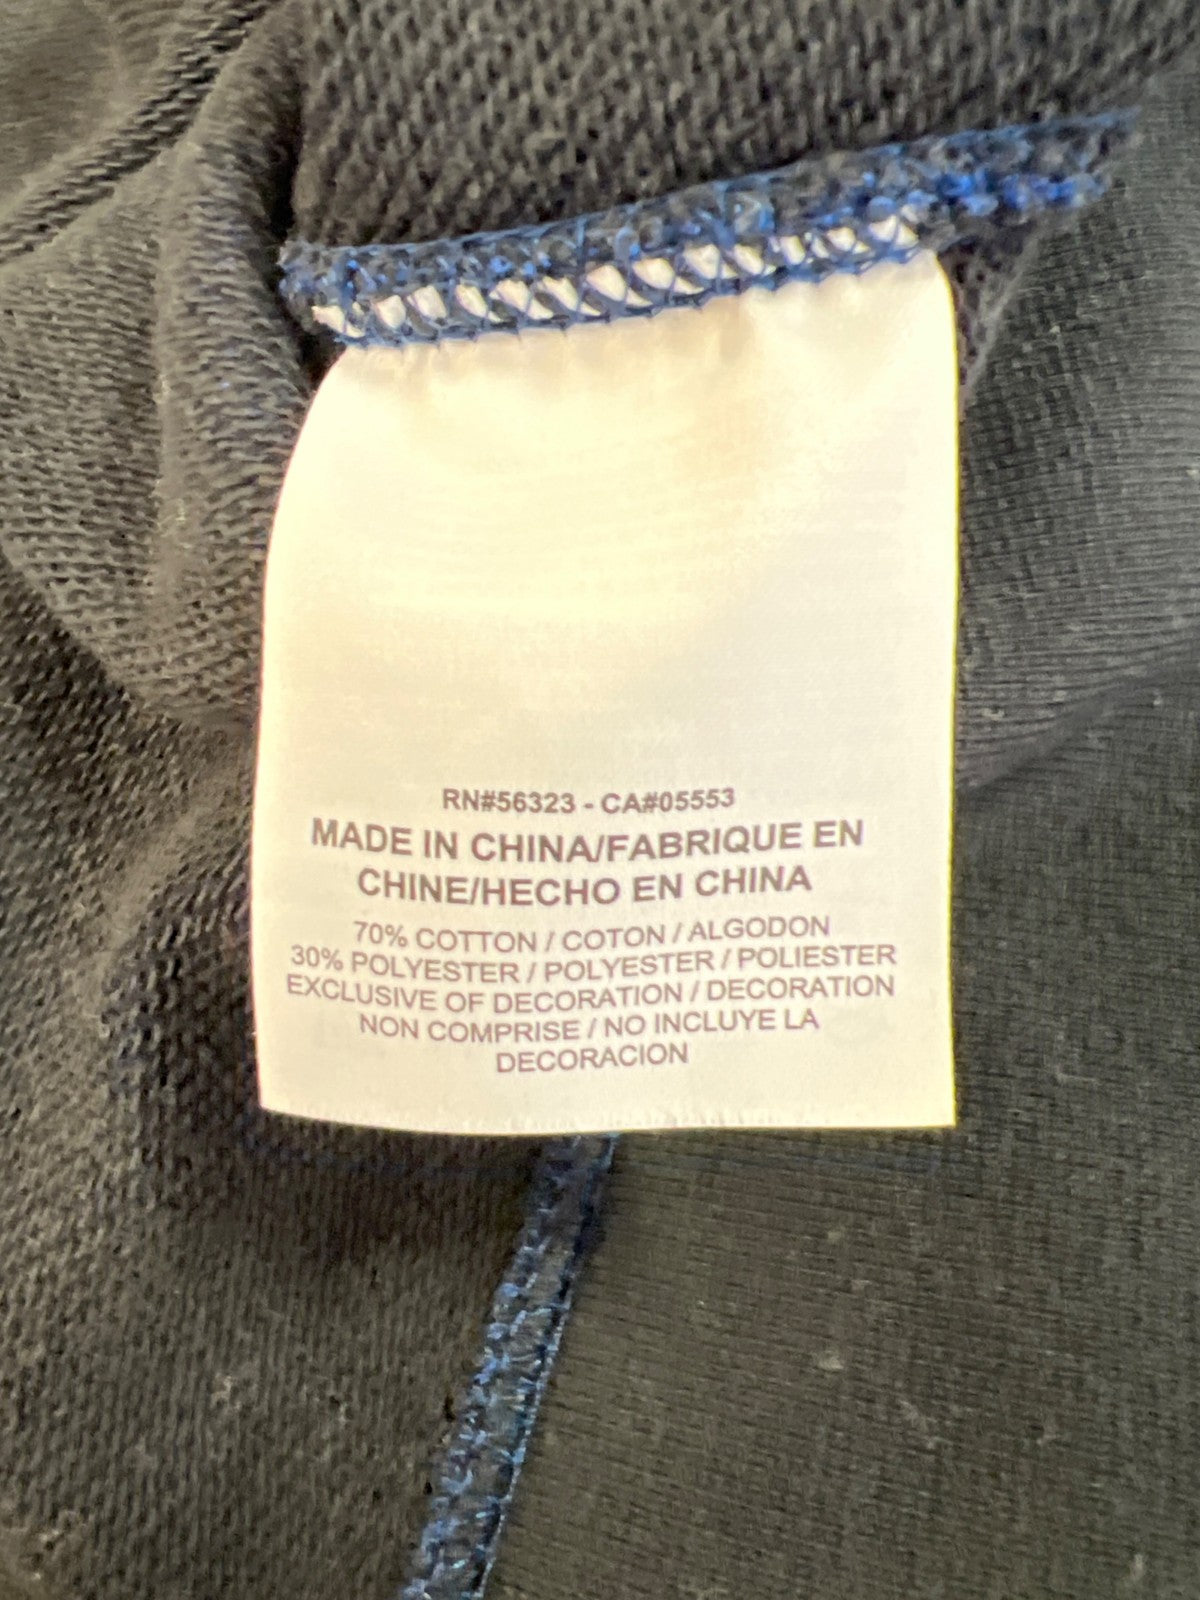 RN#56323 - CA#05553
MADE IN CHINA/FABRIQUE EN
CHINE/HECHO EN CHINA
70% COTTON / COTON / ALGODON
30% POLYESTER / POLYESTER / POLIESTER
EXCLUSIVE OF DECORATION / DECORATION
NON COMPRISE / NO INCLUYE LA
DECORACION